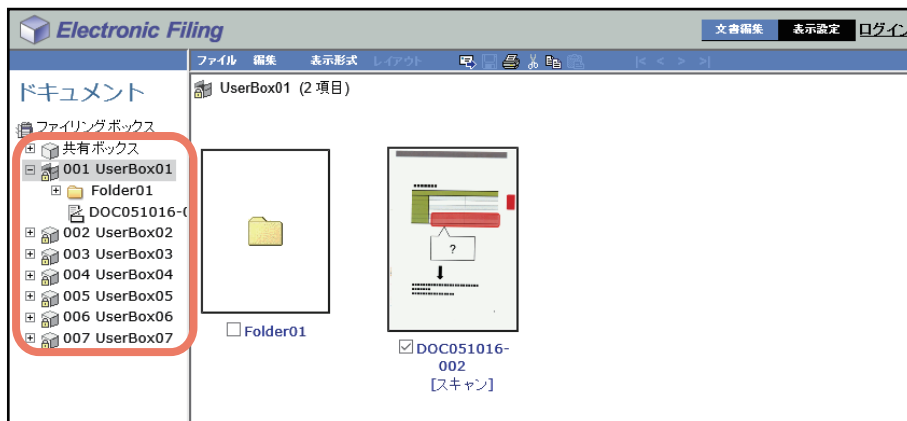 Electronic Filing
文書編集 表示設定 ログイン
ファイル 編集 表示形式 レイアウト |< < > >|
ドキュメント
UserBox01 (2 項目)
ファイリングボックス
共有ボックス
001 UserBox01
Folder01
DOC051016-0
002 UserBox02
003 UserBox03
004 UserBox04
005 UserBox05
006 UserBox06
007 UserBox07
?
Folder01
DOC051016-
002
[スキャン]